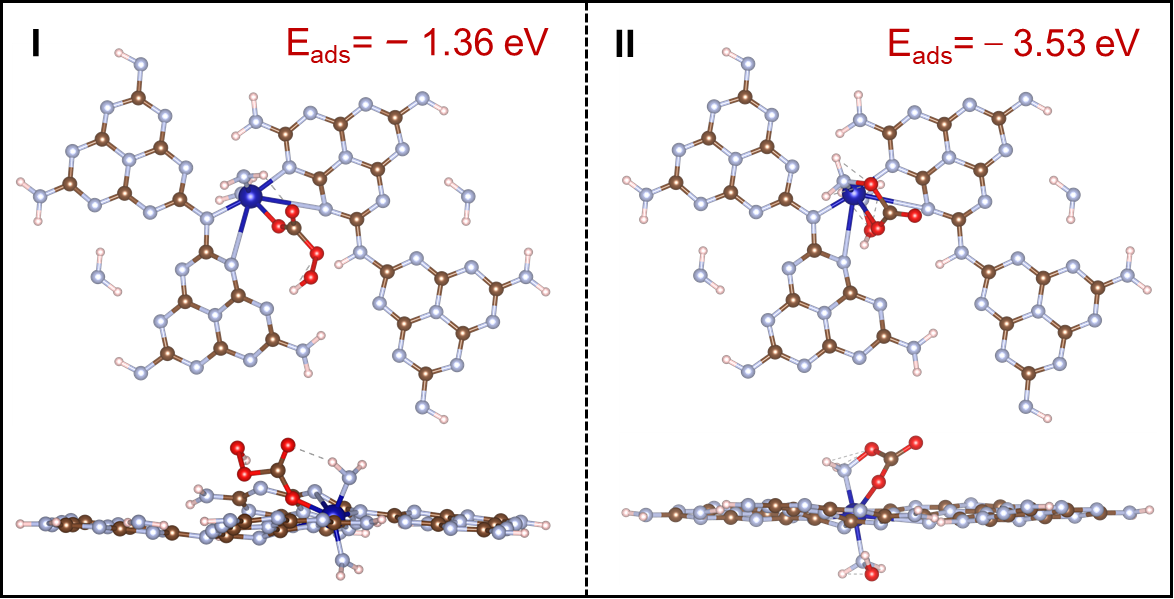 I
Eads= − 1.36 eV
II
Eads= − 3.53 eV